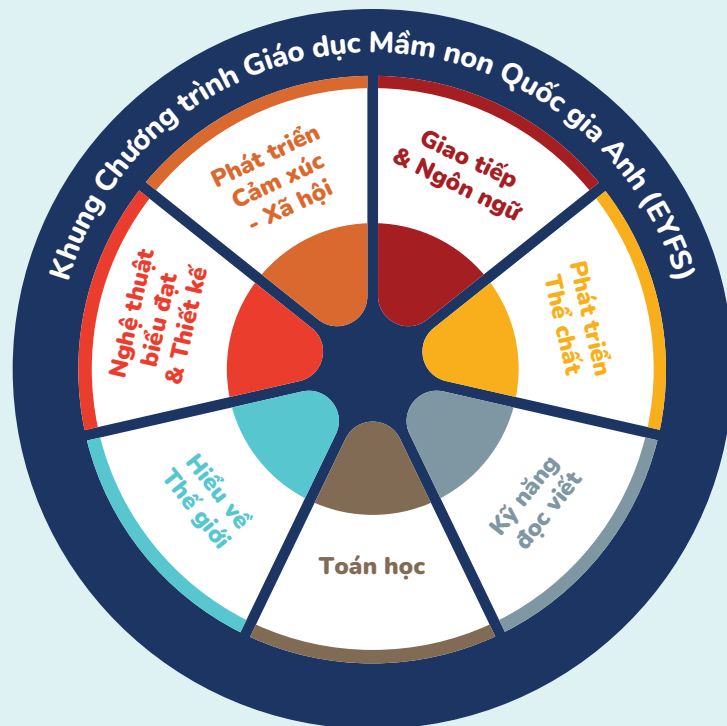 Khung Chương trình Giáo dục Mầm non Quốc gia Anh (EYFS)
Giao tiếp
& Ngôn ngữ
Phát triển
Thể chất
Kỹ năng
đọc viết
Toán học
Hiểu về
Thế giới
Nghệ thuật
biểu đạt
& Thiết kế
Phát triển
Cảm xúc
- Xã hội